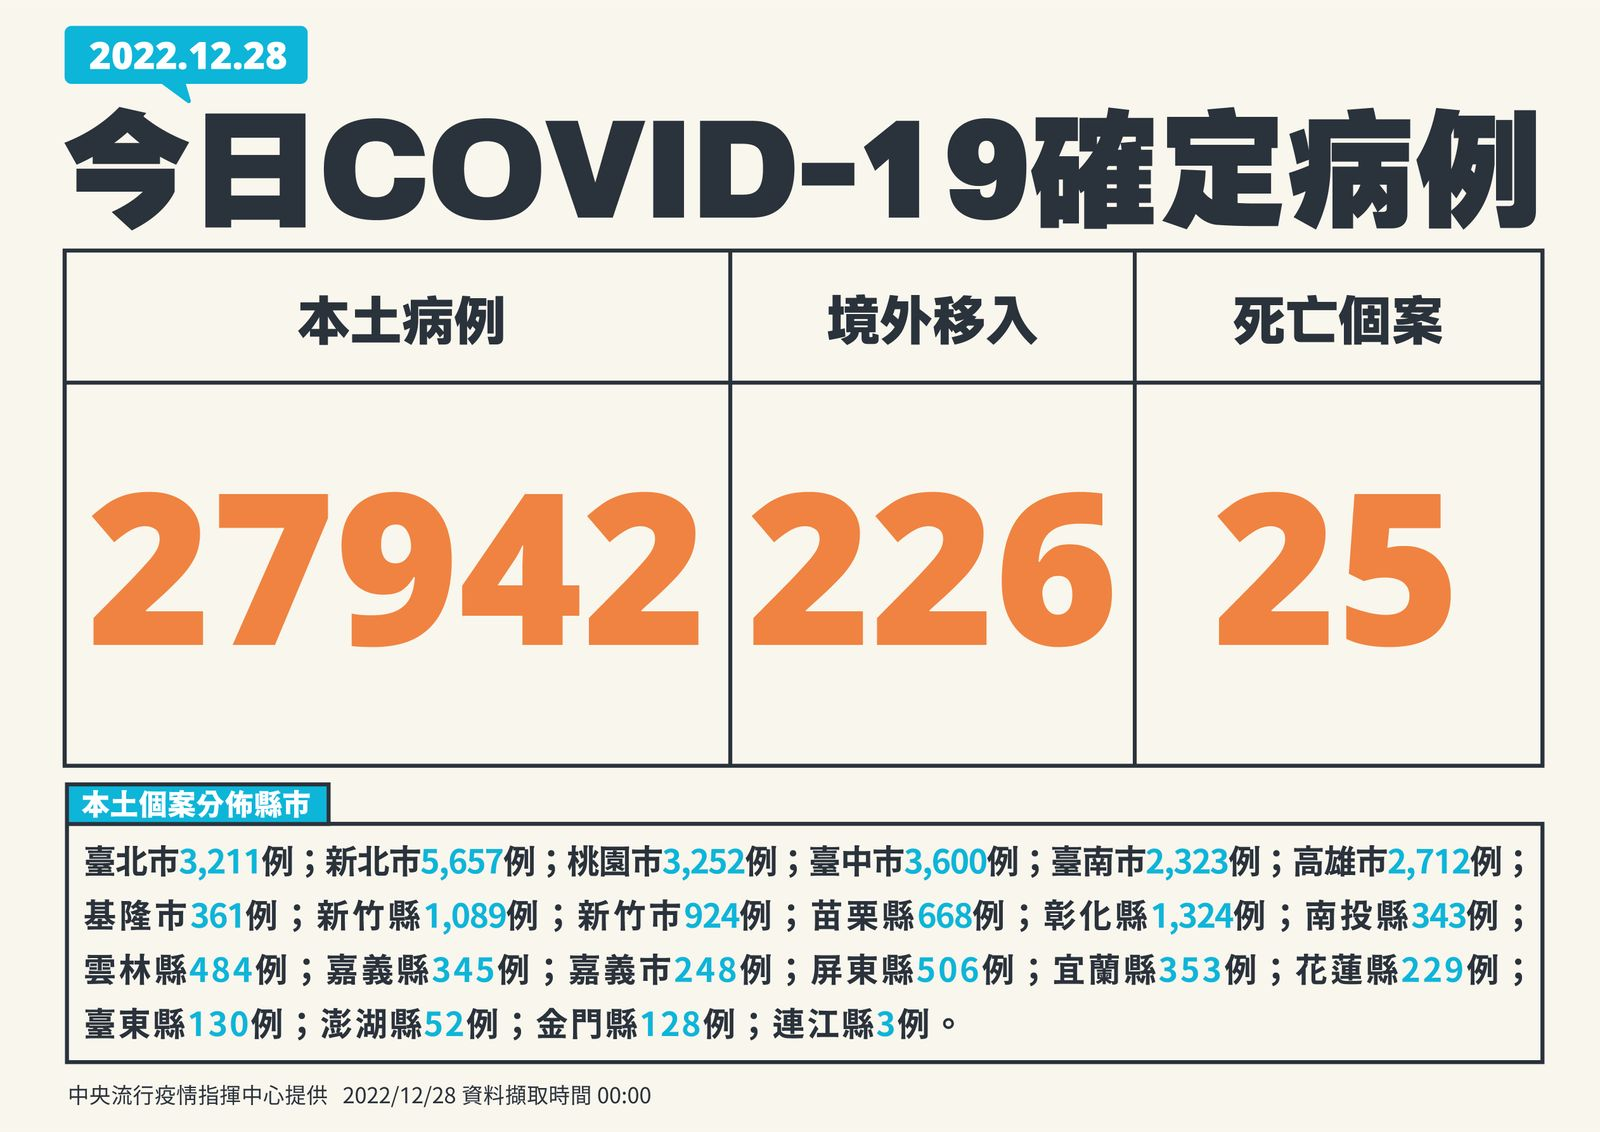 2022.12.28
今日COVID-19確定病例
本土病例 境外移入 死亡個案
27942 226 25
本土個案分佈縣市
臺北市3,211例；新北市5,657例；桃園市3,252例；臺中市3,600例；臺南市2,323例；高雄市2,712例；
基隆市361例；新竹縣1,089例；新竹市924例；苗栗縣668例；彰化縣1,324例；南投縣343例；
雲林縣484例；嘉義縣345例；嘉義市248例；屏東縣506例；宜蘭縣353例；花蓮縣229例；
臺東縣130例；澎湖縣52例；金門縣128例；連江縣3例。
中央流行疫情指揮中心提供 2022/12/28 資料擷取時間 00:00